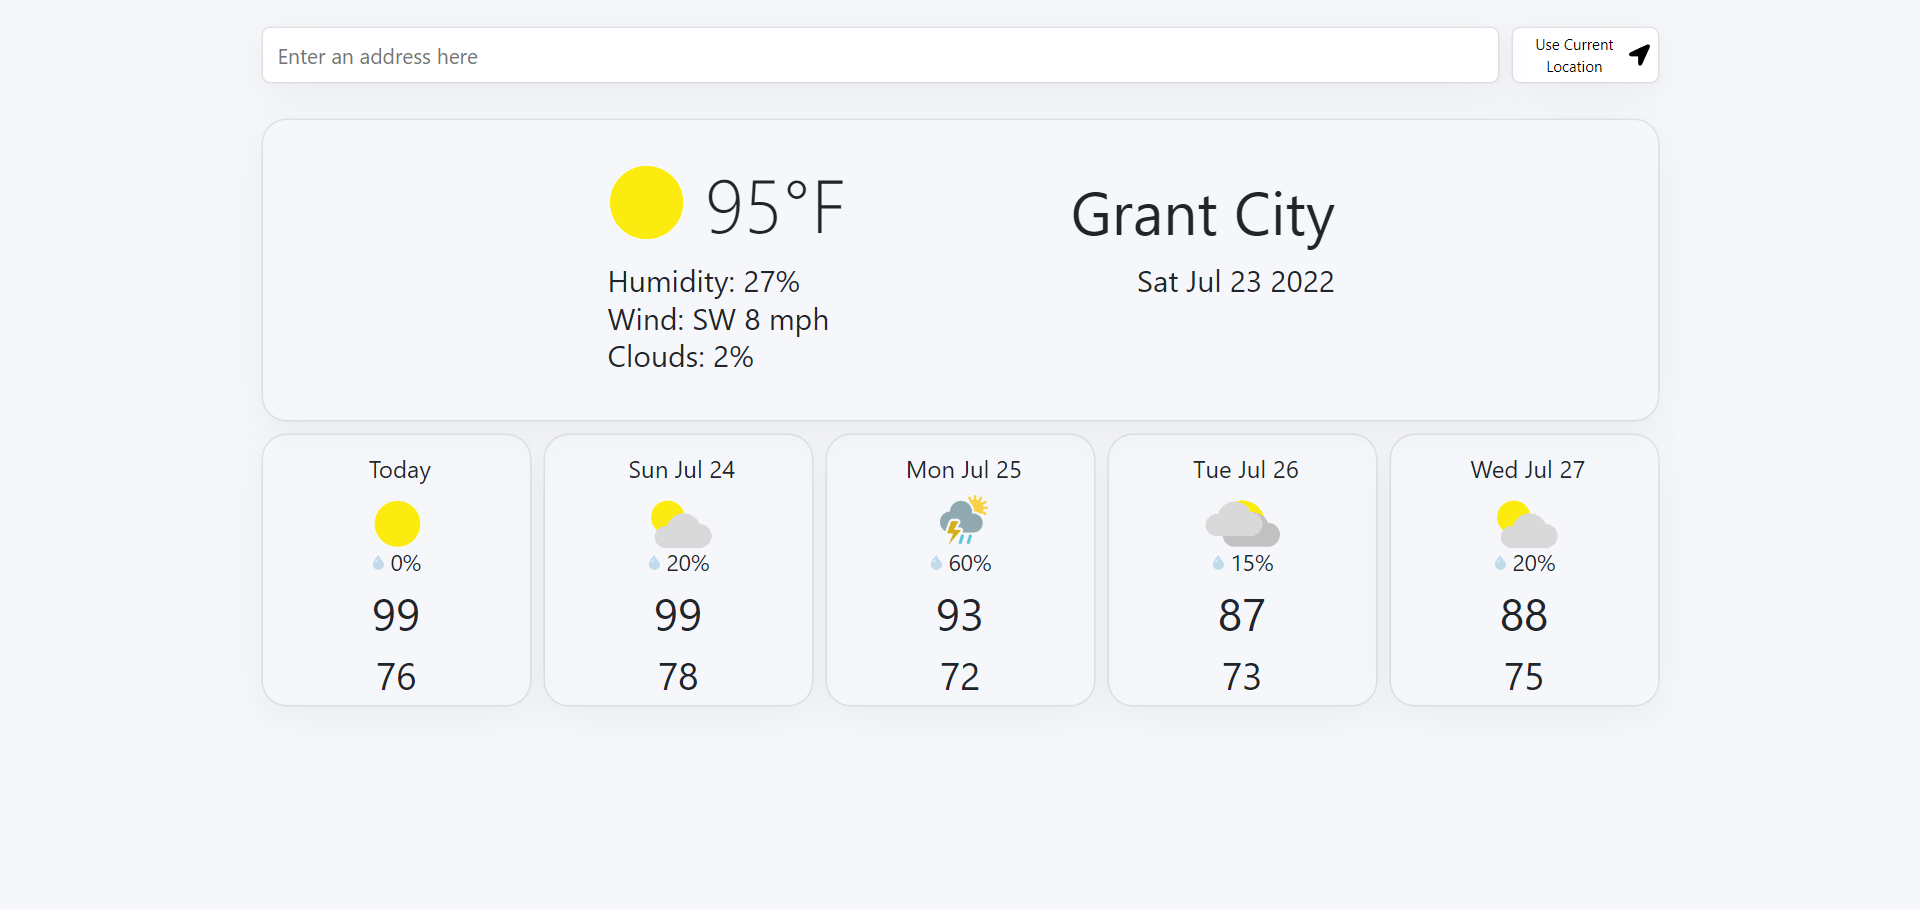 Enter an address here
Use Current
Location
95°F
Humidity: 27%
Wind: SW 8 mph
Clouds: 2%
Grant City
Sat Jul 23 2022
Today
0%
99
76
Sun Jul 24
20%
99
78
Mon Jul 25
60%
93
72
Tue Jul 26
15%
87
73
Wed Jul 27
20%
88
75